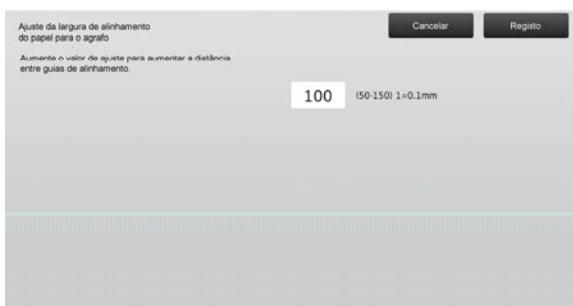 Ajuste da largura de alinhamento
do papel para o agrafo
Cancelar
Registo
Aumente o valor de ajuste para aumentar a distância
entre guias de alinhamento.
100 (50-150) 1=0.1mm